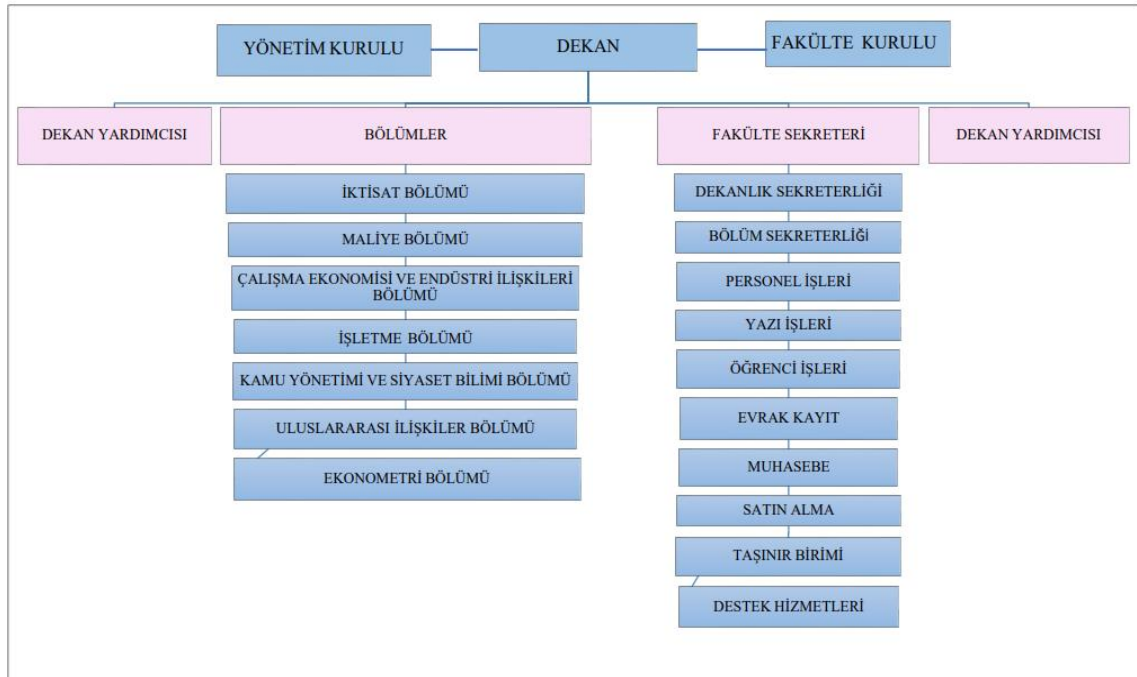 YÖNETİM KURULU
DEKAN
FAKÜLTE KURULU
DEKAN YARDIMCISI
BÖLÜMLER
FAKÜLTE SEKRETERİ
DEKAN YARDIMCISI
İKTİSAT BÖLÜMÜ
MALİYE BÖLÜMÜ
ÇALIŞMA EKONOMİSİ VE ENDÜSTRİ İLİŞKİLERİ
BÖLÜMÜ
İŞLETME BÖLÜMÜ
KAMU YÖNETİMİ VE SİYASET BİLİMİ BÖLÜMÜ
ULUSLARARASI İLİŞKİLER BÖLÜMÜ
EKONOMETRİ BÖLÜMÜ
DEKANLIK SEKRETERLİĞİ
BÖLÜM SEKRETERLİĞİ
PERSONEL İŞLERİ
YAZI İŞLERİ
ÖĞRENCİ İŞLERİ
EVRAK KAYIT
MUHASEBE
SATIN ALMA
TAŞINIR BİRİMİ
DESTEK HİZMETLERİ